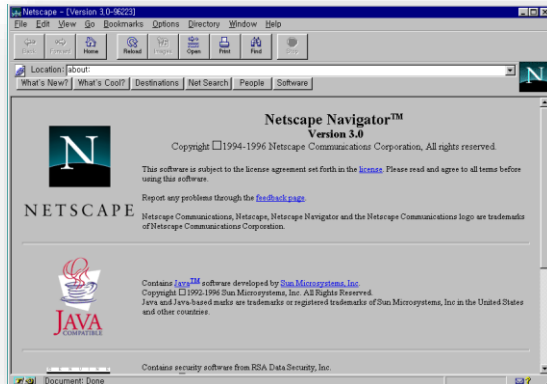 Netscape - [Version 3.0-96223]
File Edit View Go Bookmarks Options Directory Window Help
Back Forward Home Reload Images Open Print Find Stop
Location: about:
What's New? What's Cool? Destinations Net Search People Software
N
Netscape Navigator™
Version 3.0
Copyright □1994-1996 Netscape Communications Corporation, All rights reserved.
N
NETSCAPE
This software is subject to the license agreement set forth in the license. Please read and agree to all terms before
using this software.
Report any problems through the feedback page.
Netscape Communications, Netscape, Netscape Navigator and the Netscape Communications logo are trademarks
of Netscape Communications Corporation.
JAVA
COMPATIBLE
Contains Java™ software developed by Sun Microsystems, Inc.
Copyright □1992-1996 Sun Microsystems, Inc. All Rights Reserved.
Java and Java-based marks are trademarks or registered trademarks of Sun Microsystems, Inc in the United States
and other countries.
Contains security software from RSA Data Security, Inc.
Document: Done